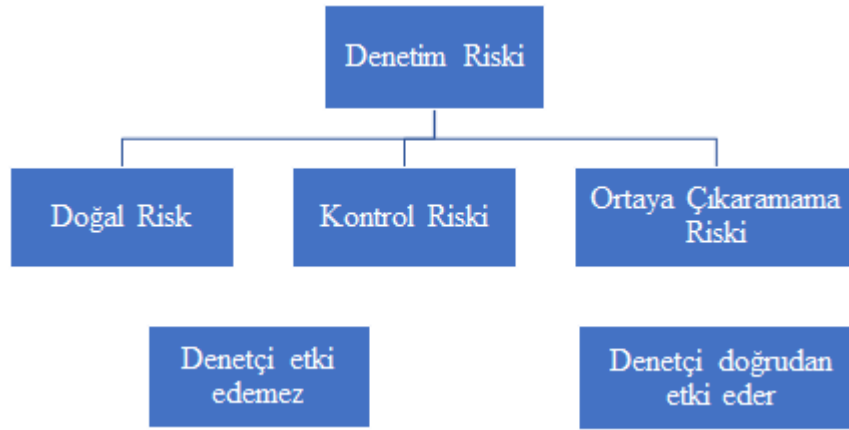 Denetim Riski
Doğal Risk
Kontrol Riski
Ortaya Çıkaramama
Riski
Denetçi etki
edemez
Denetçi doğrudan
etki eder